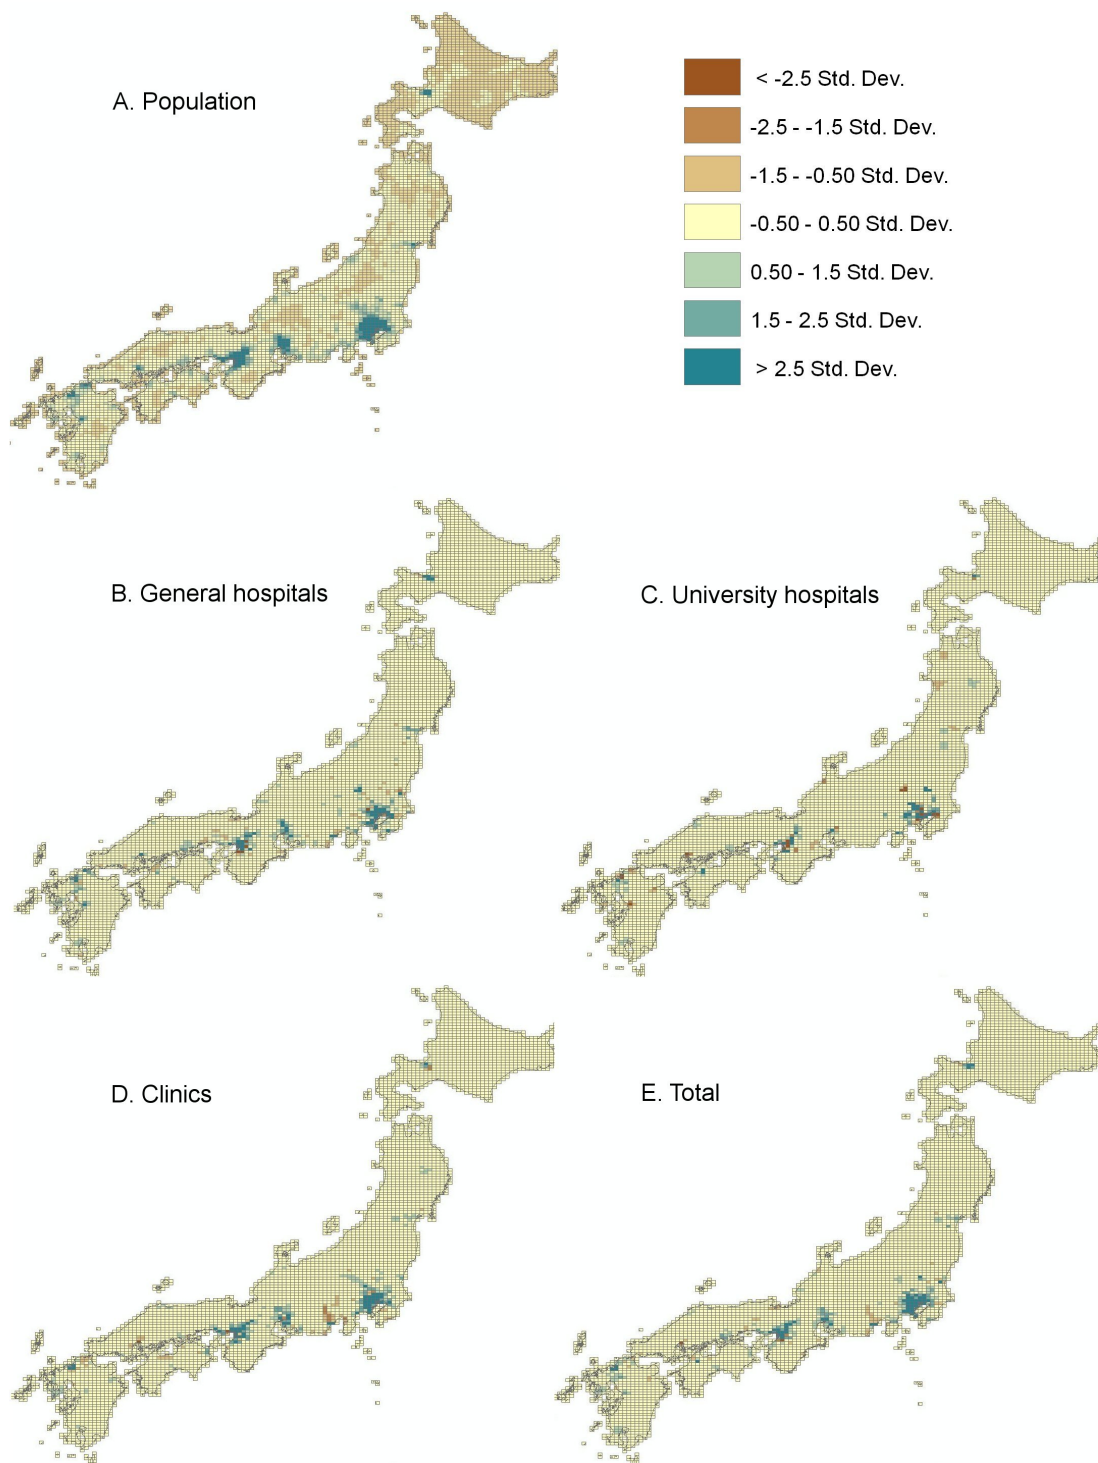 A. Population
< -2.5 Std. Dev.
-2.5 - -1.5 Std. Dev.
-1.5 - -0.50 Std. Dev.
-0.50 - 0.50 Std. Dev.
0.50 - 1.5 Std. Dev.
1.5 - 2.5 Std. Dev.
> 2.5 Std. Dev.
B. General hospitals
C. University hospitals
D. Clinics
E. Total